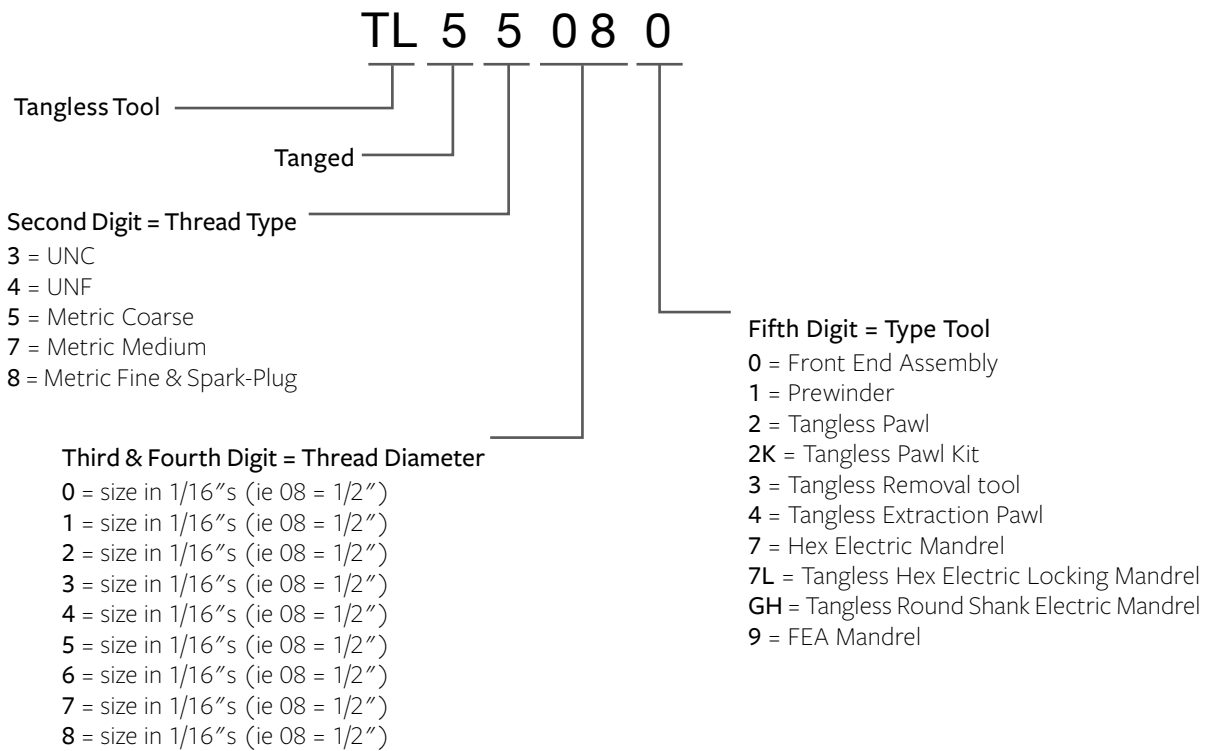 TL 5 5 0 8 0
Tangless Tool
Tanged
Second Digit = Thread Type
3 = UNC
4 = UNF
5 = Metric Coarse
7 = Metric Medium
8 = Metric Fine & Spark-Plug
Third & Fourth Digit = Thread Diameter
0 = size in 1/16″s (ie 08 = 1/2″)
1 = size in 1/16″s (ie 08 = 1/2″)
2 = size in 1/16″s (ie 08 = 1/2″)
3 = size in 1/16″s (ie 08 = 1/2″)
4 = size in 1/16″s (ie 08 = 1/2″)
5 = size in 1/16″s (ie 08 = 1/2″)
6 = size in 1/16″s (ie 08 = 1/2″)
7 = size in 1/16″s (ie 08 = 1/2″)
8 = size in 1/16″s (ie 08 = 1/2″)
Fifth Digit = Type Tool
0 = Front End Assembly
1 = Prewinder
2 = Tangless Pawl
2K = Tangless Pawl Kit
3 = Tangless Removal tool
4 = Tangless Extraction Pawl
7 = Hex Electric Mandrel
7L = Tangless Hex Electric Locking Mandrel
GH = Tangless Round Shank Electric Mandrel
9 = FEA Mandrel